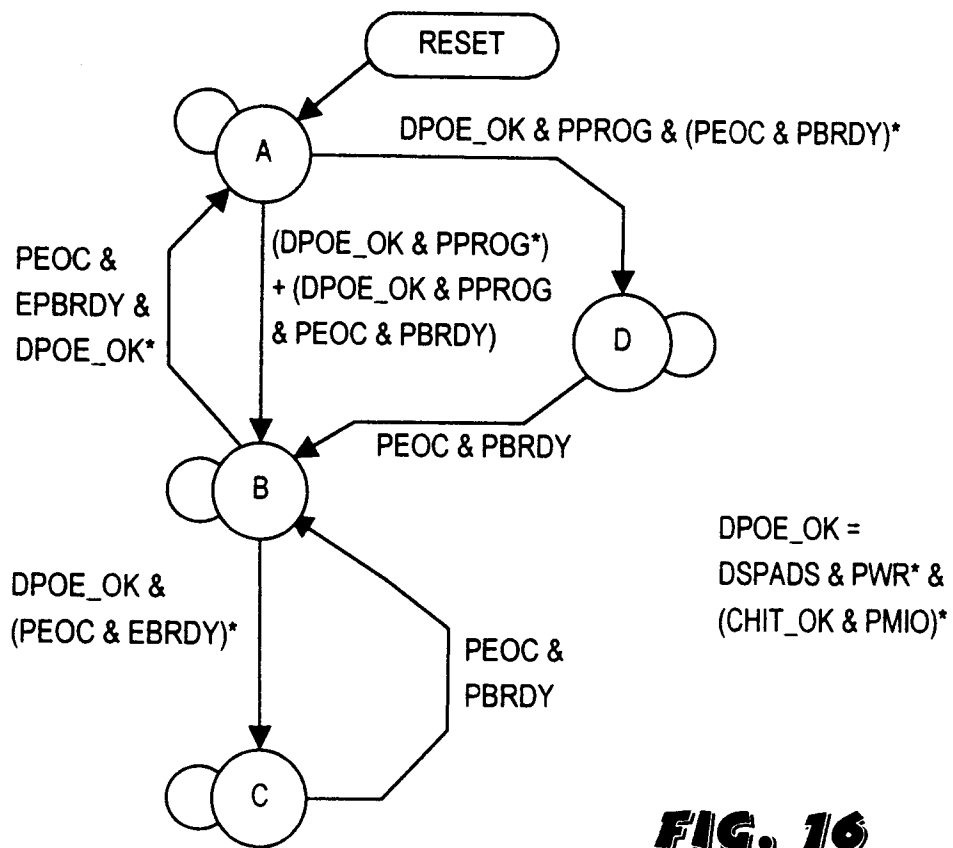 RESET
A
DPOE_OK & PPROG & (PEOC & PBRDY)*
PEOC &
EPBRDY &
DPOE_OK*
(DPOE_OK & PPROG*)
+ (DPOE_OK & PPROG
& PEOC & PBRDY)
D
PEOC & PBRDY
B
DPOE_OK &
(PEOC & EBRDY)*
PEOC &
PBRDY
DPOE_OK =
DSPADS & PWR* &
(CHIT_OK & PMIO)*
C
FIG. 16